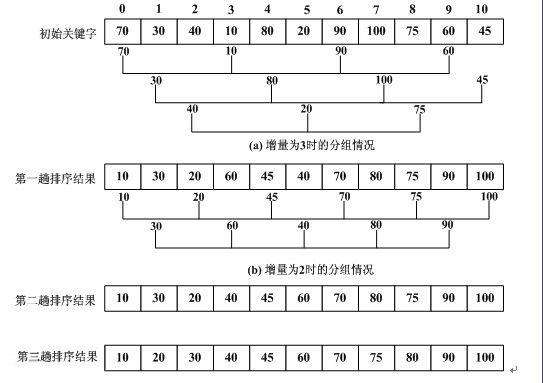 0 1 2 3 4 5 6 7 8 9 10
初始关键字 70 30 40 10 80 20 90 100 75 60 45
70 10 90 60
30 80 100 45
40 20 75
(a) 增量为3时的分组情况
第一趟排序结果 10 30 20 60 45 40 70 80 75 90 100
10 20 45 70 75 100
30 60 40 80 90
(b) 增量为2时的分组情况
第二趟排序结果 10 30 20 40 45 60 70 80 75 90 100
第三趟排序结果 10 20 30 40 45 60 70 75 80 90 100